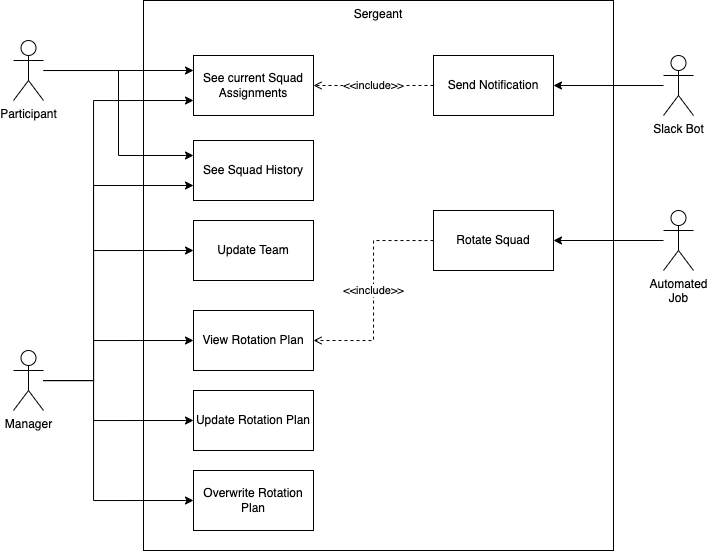 Sergeant
Participant
See current Squad
Assignments
<<include>>
Send Notification
Slack Bot
See Squad History
Update Team
Rotate Squad
Automated
Job
<<include>>
View Rotation Plan
Manager
Update Rotation Plan
Overwrite Rotation
Plan